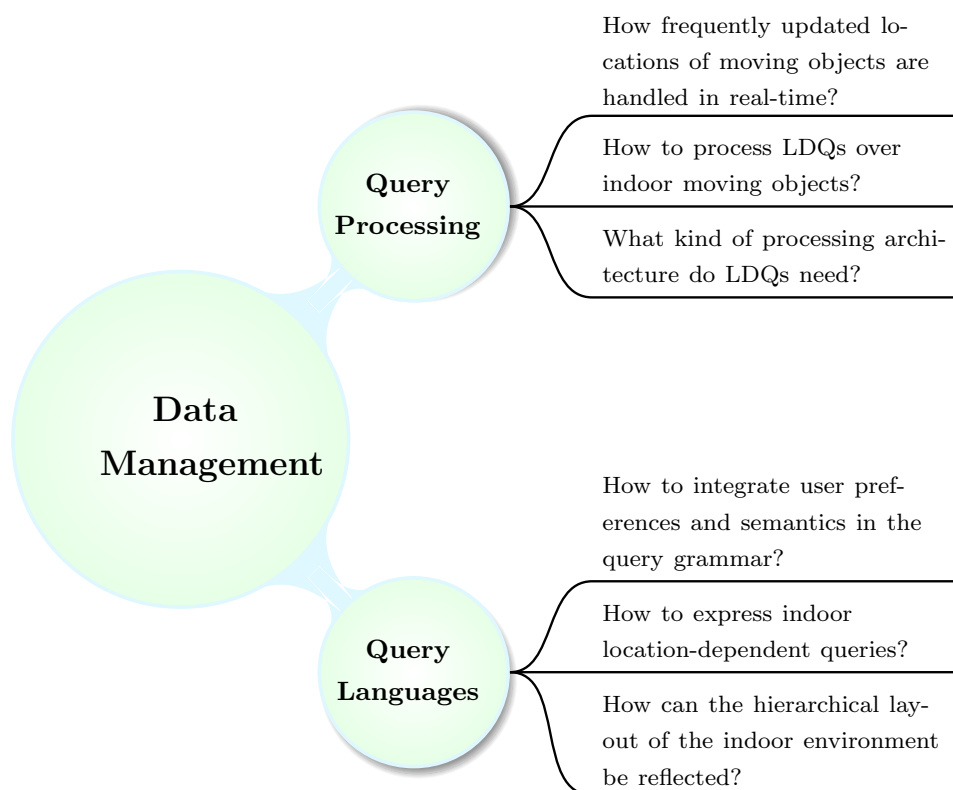 Data
Management
Query
Processing
How frequently updated lo-
cations of moving objects are
handled in real-time?
How to process LDQs over
indoor moving objects?
What kind of processing archi-
tecture do LDQs need?
Query
Languages
How to integrate user pref-
erences and semantics in the
query grammar?
How to express indoor
location-dependent queries?
How can the hierarchical lay-
out of the indoor environment
be reflected?